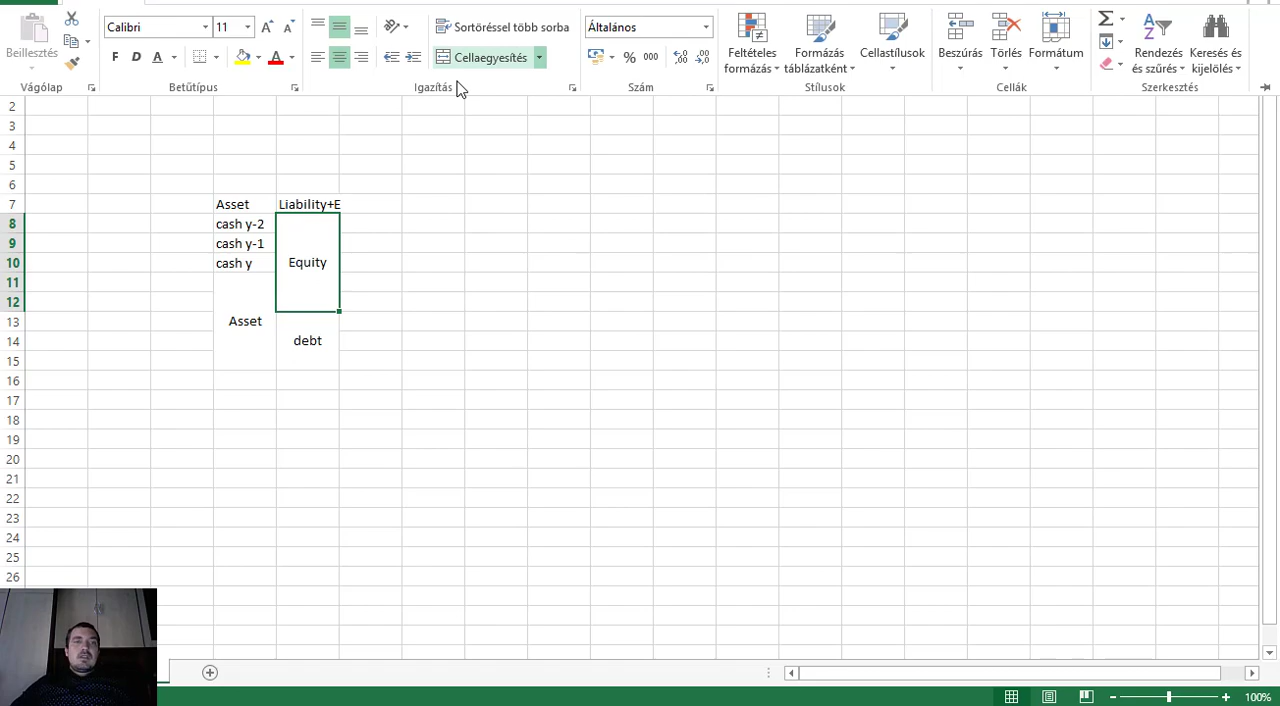 Calibri 11 Sortöréssel több sorba Általános
Beillesztés F D A A Cellaegyesítés % 000 Feltételes formázás Formázás táblázatként Cellastílusok Beszúrás Törlés Formátum Rendezés és szűrés Keresés és kijelölés
Vágólap Betűtípus Igazítás Szám Stílusok Cellák Szerkesztés
2
3
4
5
6
7 Asset Liability+E
8 cash y-2
9 cash y-1
10 cash y Equity
11
12
13 Asset
14 debt
15
16
17
18
19
20
21
22
23
24
25
26
100%